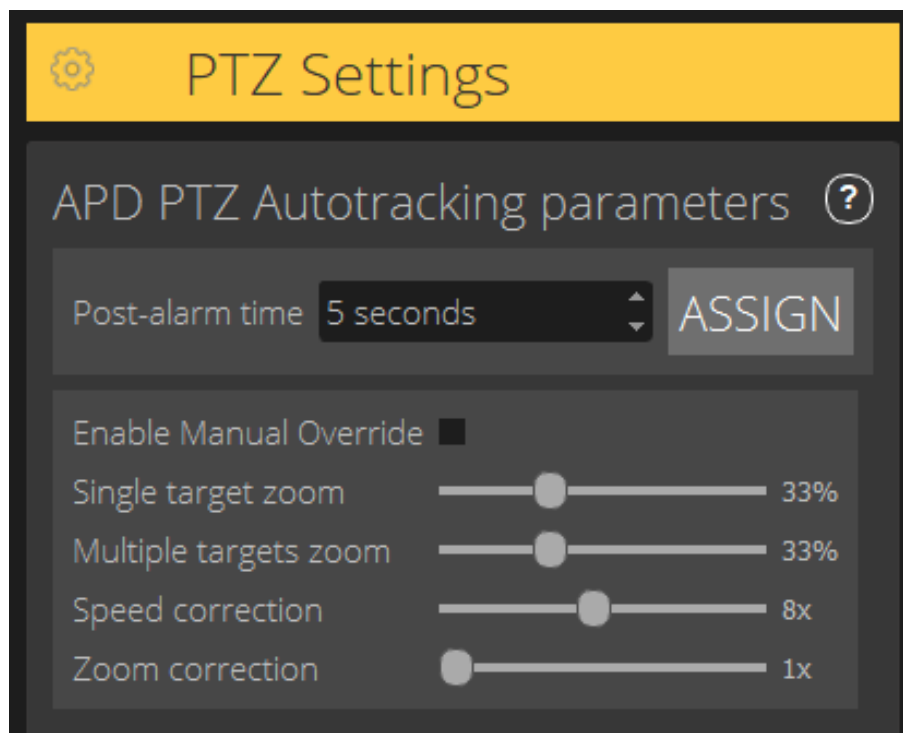 PTZ Settings
APD PTZ Autotracking parameters ?
Post-alarm time 5 seconds ASSIGN
Enable Manual Override
Single target zoom 33%
Multiple targets zoom 33%
Speed correction 8x
Zoom correction 1x